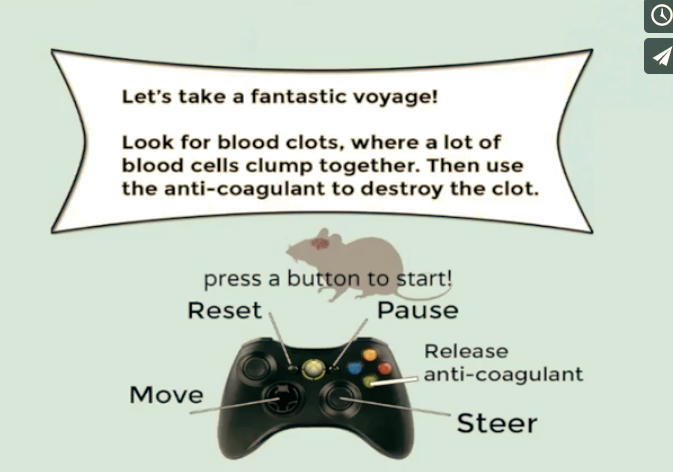 Let's take a fantastic voyage!
Look for blood clots, where a lot of
blood cells clump together. Then use
the anti-coagulant to destroy the clot.
press a button to start!
Reset
Pause
Release
anti-coagulant
Move
Steer